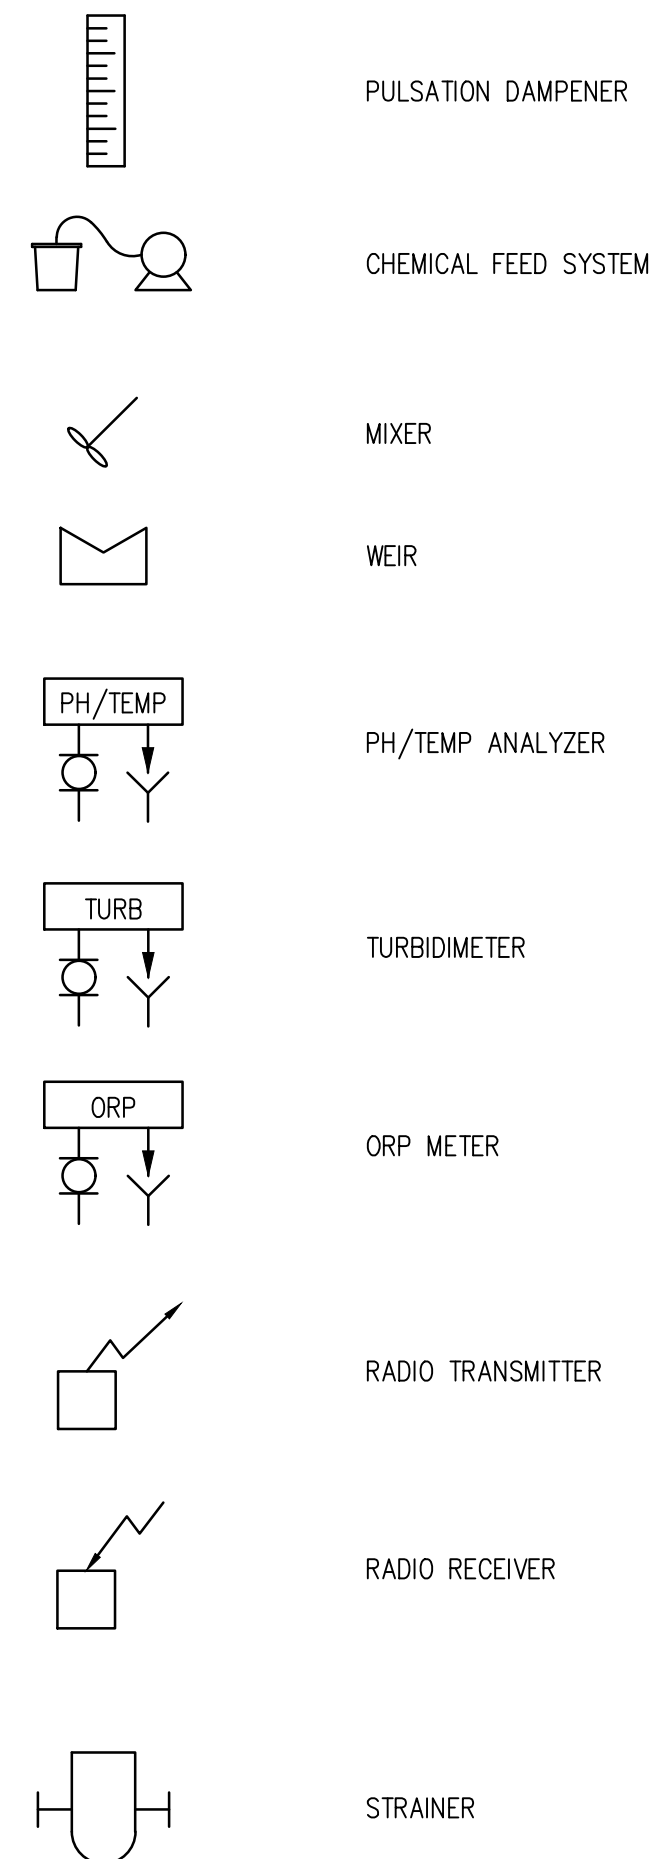 PULSATION DAMPENER
CHEMICAL FEED SYSTEM
MIXER
WEIR
PH/TEMP
PH/TEMP ANALYZER
TURB
TURBIDIMETER
ORP
ORP METER
RADIO TRANSMITTER
RADIO RECEIVER
STRAINER